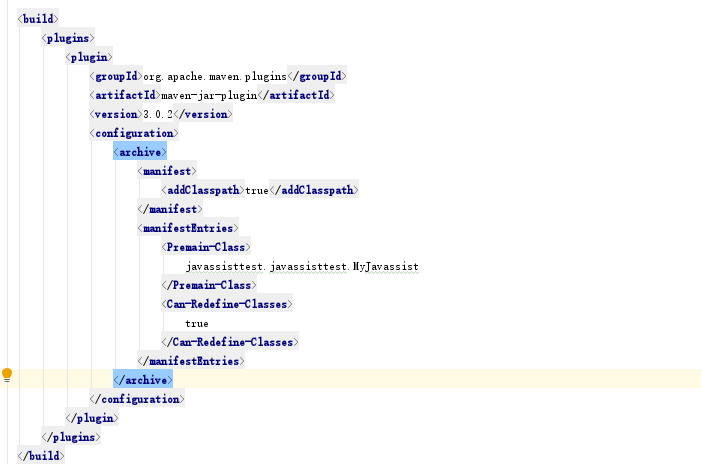 <build>
<plugins>
<plugin>
<groupId>org.apache.maven.plugins</groupId>
<artifactId>maven-jar-plugin</artifactId>
<version>3.0.2</version>
<configuration>
<archive>
<manifest>
<addClasspath>true</addClasspath>
</manifest>
<manifestEntries>
<Premain-Class>
javassisttest.javassisttest.MyJavassist
</Premain-Class>
<Can-Redefine-Classes>
true
</Can-Redefine-Classes>
</manifestEntries>
</archive>
</configuration>
</plugin>
</plugins>
</build>